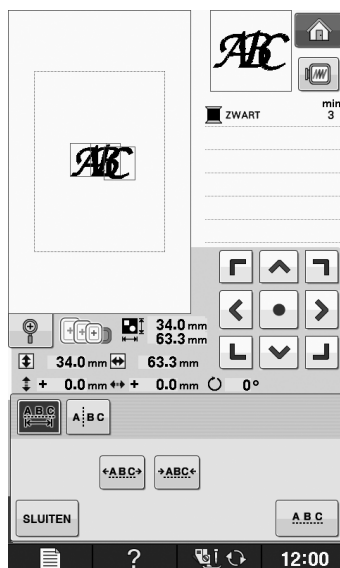 ABC
ZWART
min
3
ABC
34.0 mm
63.3 mm
34.0 mm 63.3 mm
+ 0.0 mm + 0.0 mm 0°
ABC A BC
ABC ABC
SLUITEN ABC
? 12:00